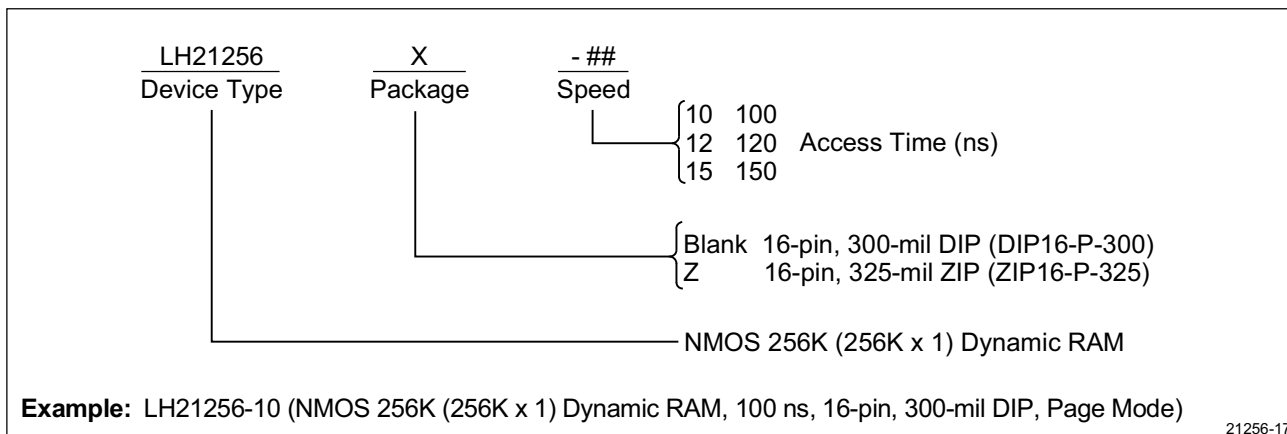 LH21256 X - ##
Device Type Package Speed
10 100
12 120 Access Time (ns)
15 150
Blank 16-pin, 300-mil DIP (DIP16-P-300)
Z 16-pin, 325-mil ZIP (ZIP16-P-325)
NMOS 256K (256K x 1) Dynamic RAM
Example: LH21256-10 (NMOS 256K (256K x 1) Dynamic RAM, 100 ns, 16-pin, 300-mil DIP, Page Mode)
21256-17